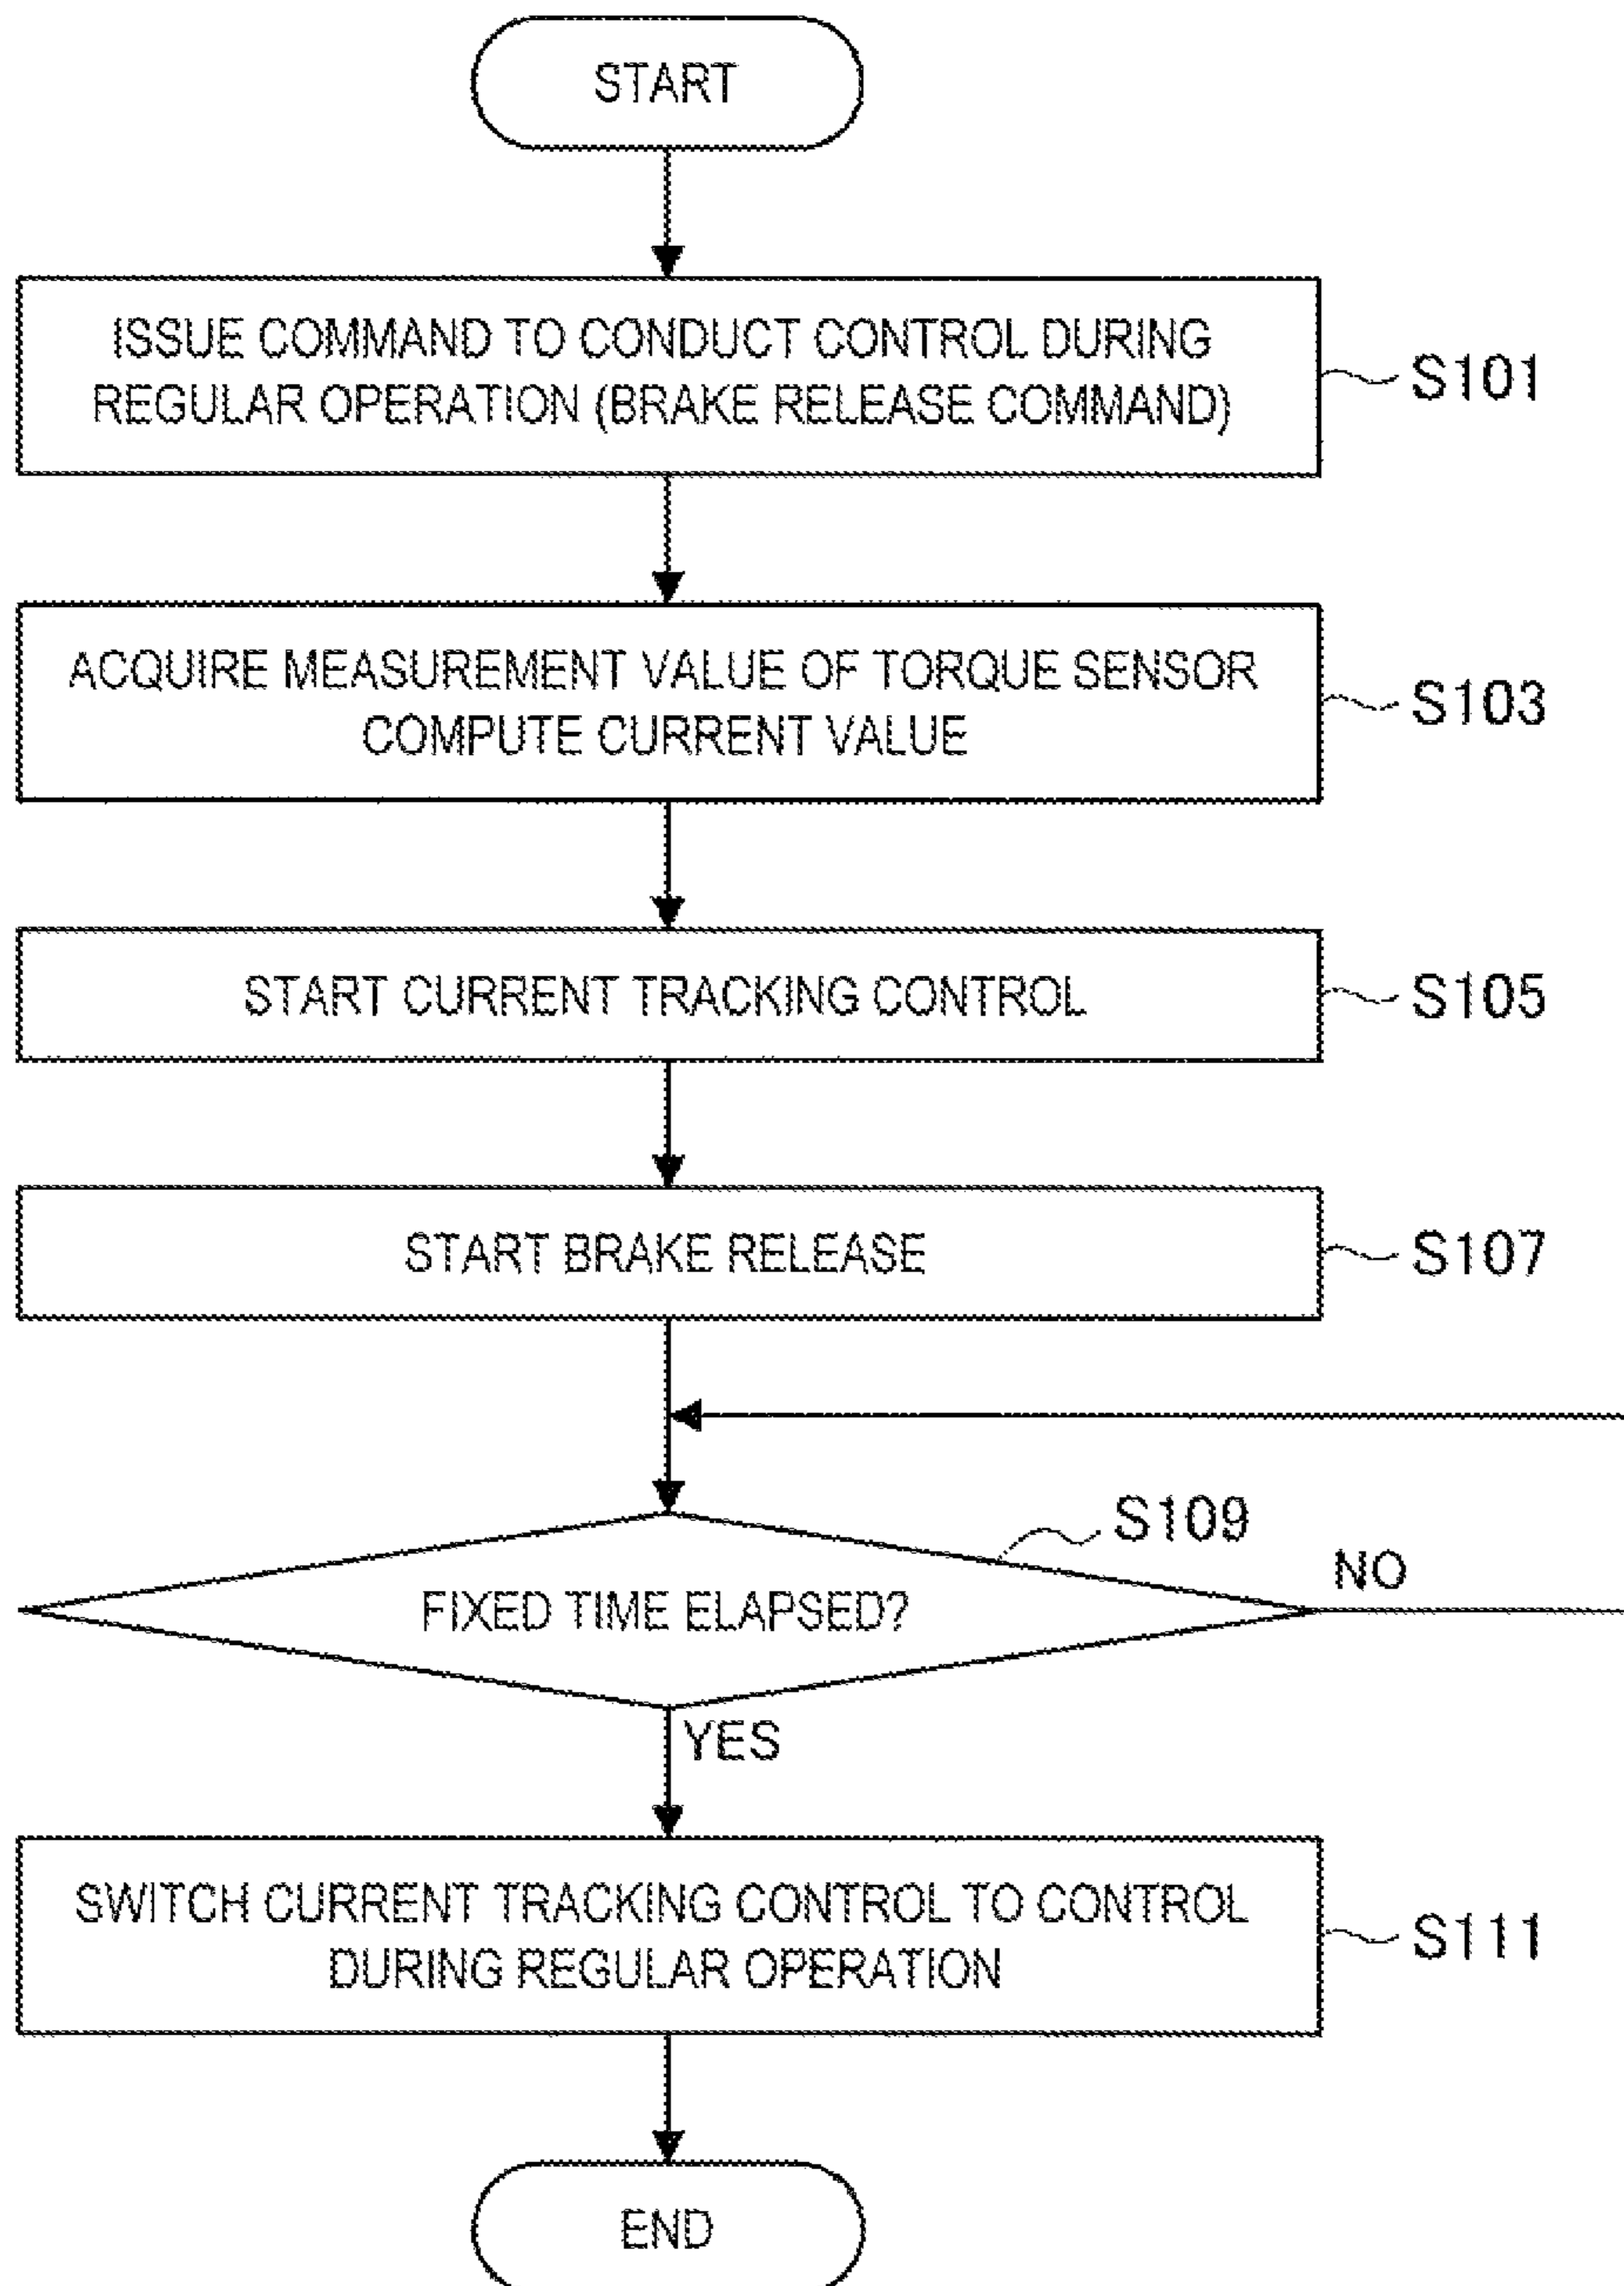 START
ISSUE COMMAND TO CONDUCT CONTROL DURING
REGULAR OPERATION (BRAKE RELEASE COMMAND)
S101
ACQUIRE MEASUREMENT VALUE OF TORQUE SENSOR
COMPUTE CURRENT VALUE
S103
START CURRENT TRACKING CONTROL
S105
START BRAKE RELEASE
S107
S109
NO
FIXED TIME ELAPSED?
YES
SWITCH CURRENT TRACKING CONTROL TO CONTROL
DURING REGULAR OPERATION
S111
END